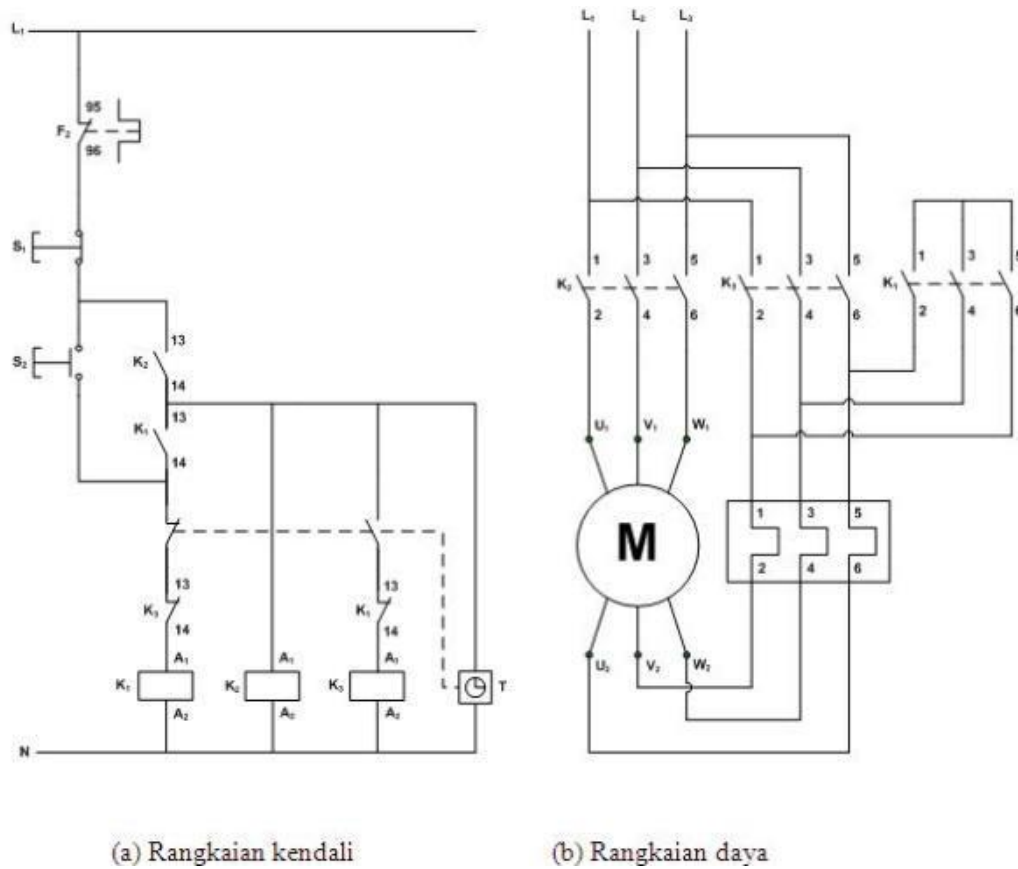 L₁
95
F₂
96
S₁
13
S₂
K₂
14
13
K₁
14
13 13
K₃ K₁
14 14
A₁ A₁ A₁
K₁ K₂ K₃ T
A₂ A₂ A₂
N
(a) Rangkaian kendali
L₁ L₂ L₃
1 3 5 1 3 5 1 3 5
K₂ K₃ K₁
2 4 6 2 4 6 2 4 6
U₁ V₁ W₁
1 3 5
M
2 4 6
U₂ V₂ W₂
(b) Rangkaian daya